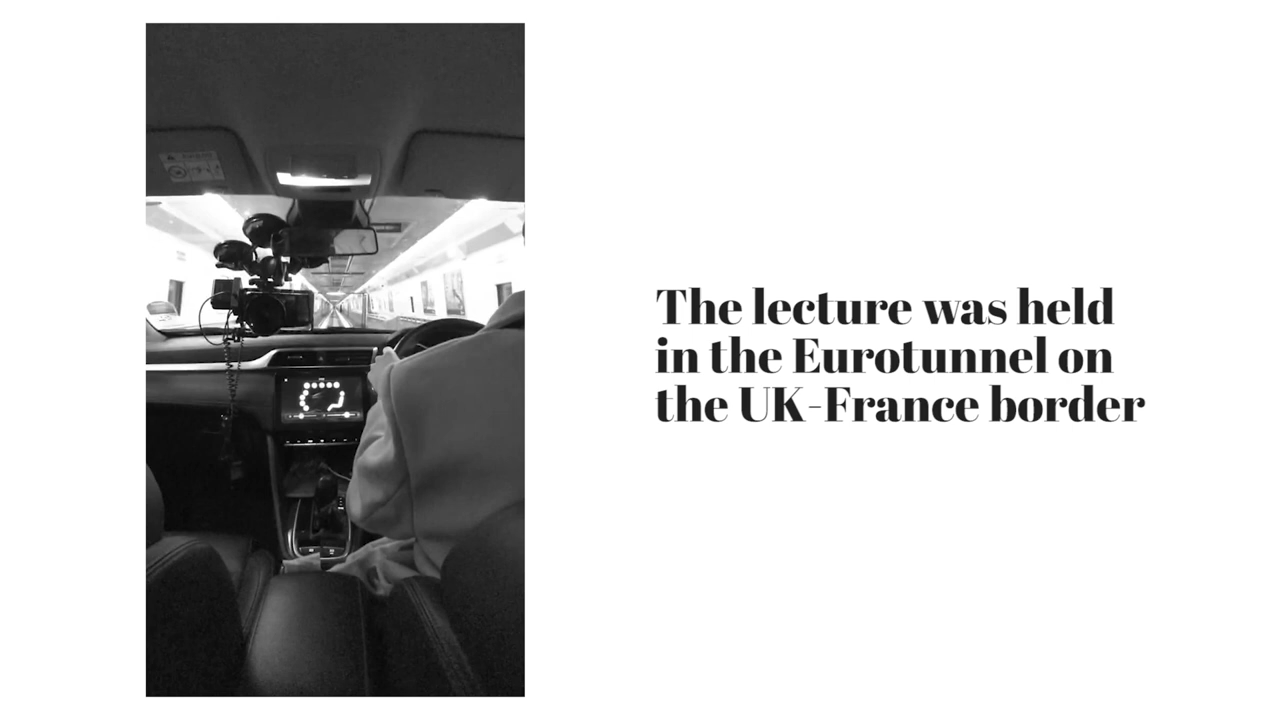 The lecture was held
in the Eurotunnel on
the UK-France border